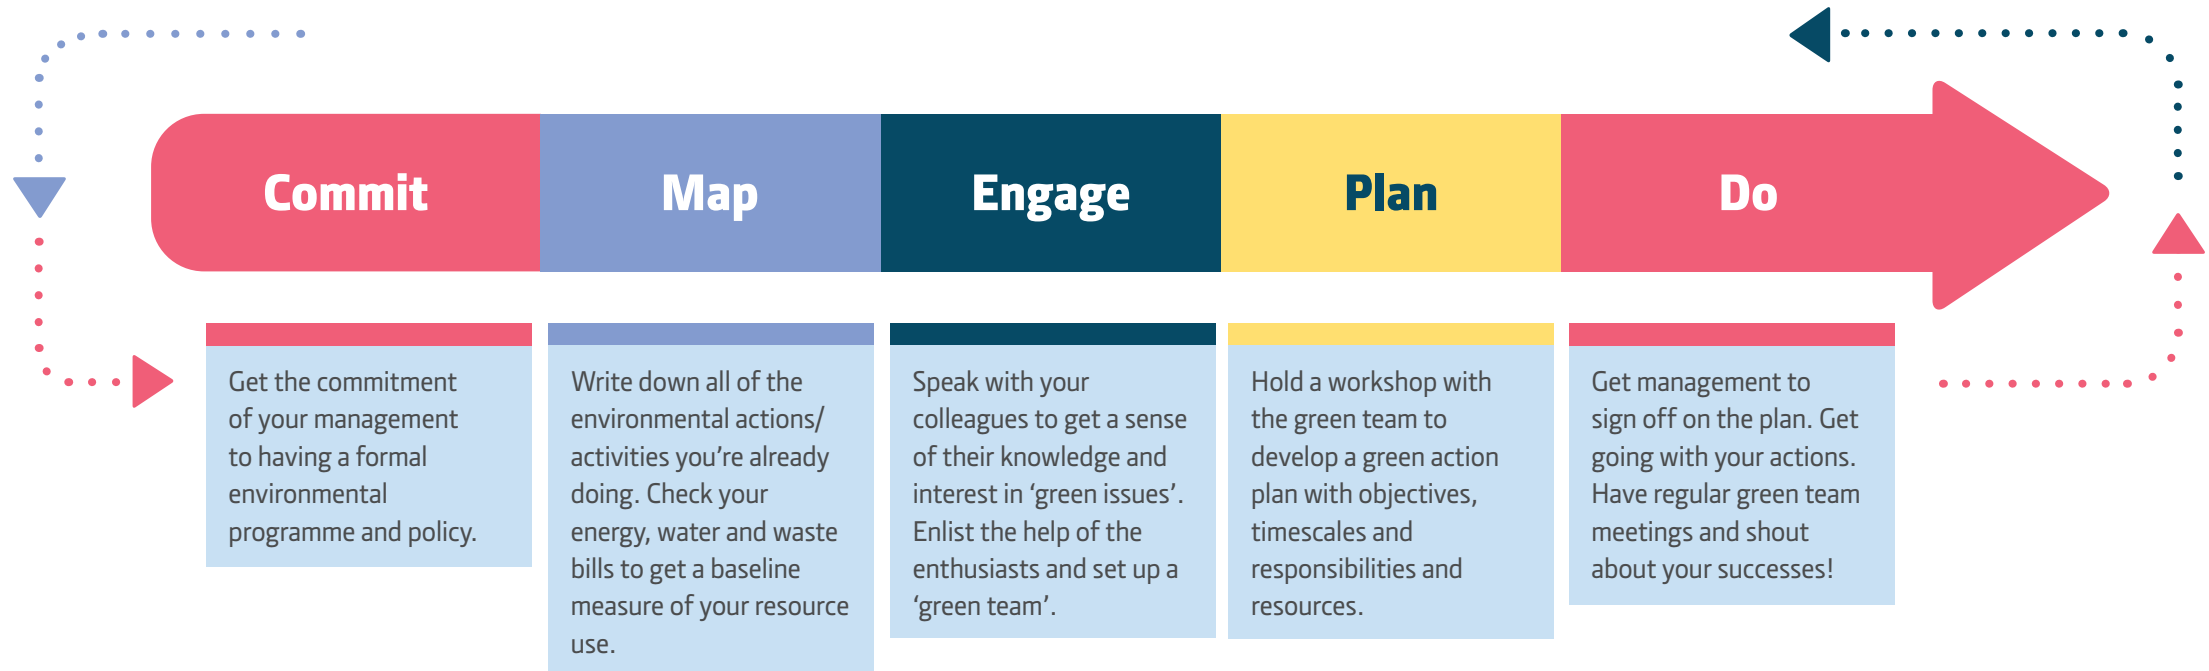 Commit
Map
Engage
Plan
Do
Get the commitment
of your management
to having a formal
environmental
programme and policy.
Write down all of the
environmental actions/
activities you’re already
doing. Check your
energy, water and waste
bills to get a baseline
measure of your resource
use.
Speak with your
colleagues to get a sense
of their knowledge and
interest in ‘green issues’.
Enlist the help of the
enthusiasts and set up a
‘green team’.
Hold a workshop with
the green team to
develop a green action
plan with objectives,
timescales and
responsibilities and
resources.
Get management to
sign off on the plan. Get
going with your actions.
Have regular green team
meetings and shout
about your successes!